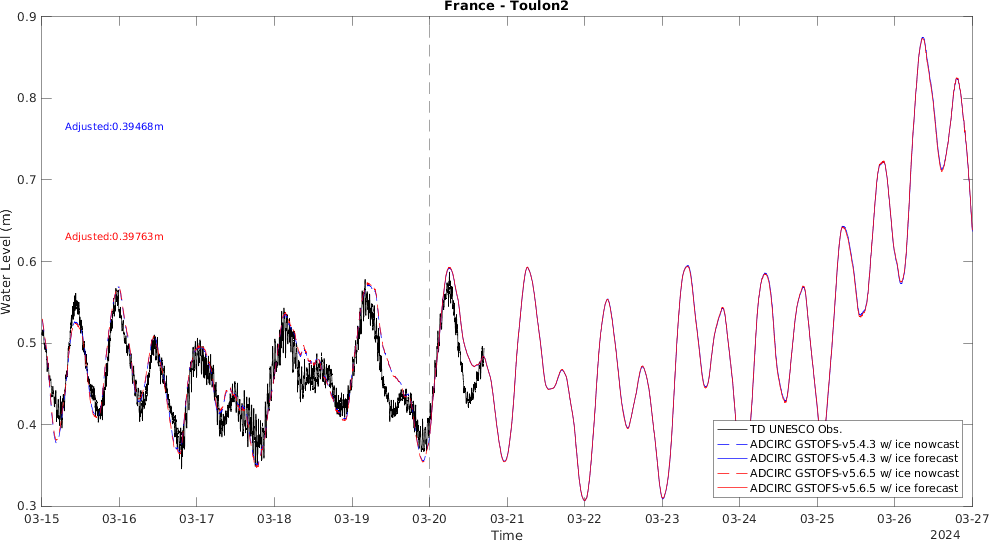 France - Toulon2
0.9
0.8
0.7
0.6
0.5
0.4
0.3
Water Level (m)
Adjusted:0.39468m
Adjusted:0.39763m
TD UNESCO Obs.
ADCIRC GSTOFS-v5.4.3 w/ ice nowcast
ADCIRC GSTOFS-v5.4.3 w/ ice forecast
ADCIRC GSTOFS-v5.6.5 w/ ice nowcast
ADCIRC GSTOFS-v5.6.5 w/ ice forecast
03-15 03-16 03-17 03-18 03-19 03-20 03-21 03-22 03-23 03-24 03-25 03-26 03-27
Time
2024